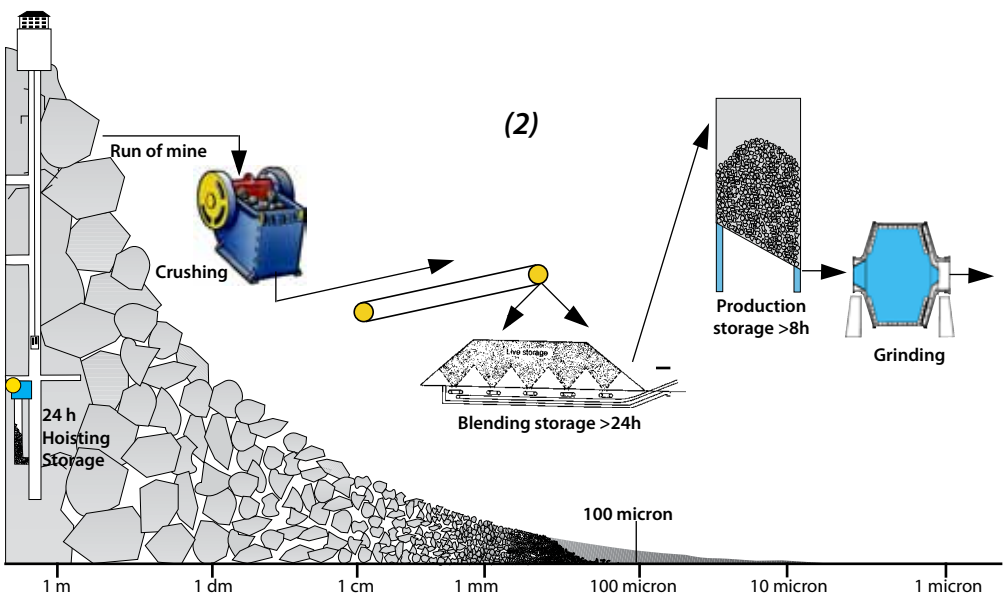 (2)
Run of mine
Crushing
Live storage
Blending storage >24h
Production
storage >8h
Grinding
24 h
Hoisting
Storage
100 micron
1 m
1 dm
1 cm
1 mm
100 micron
10 micron
1 micron